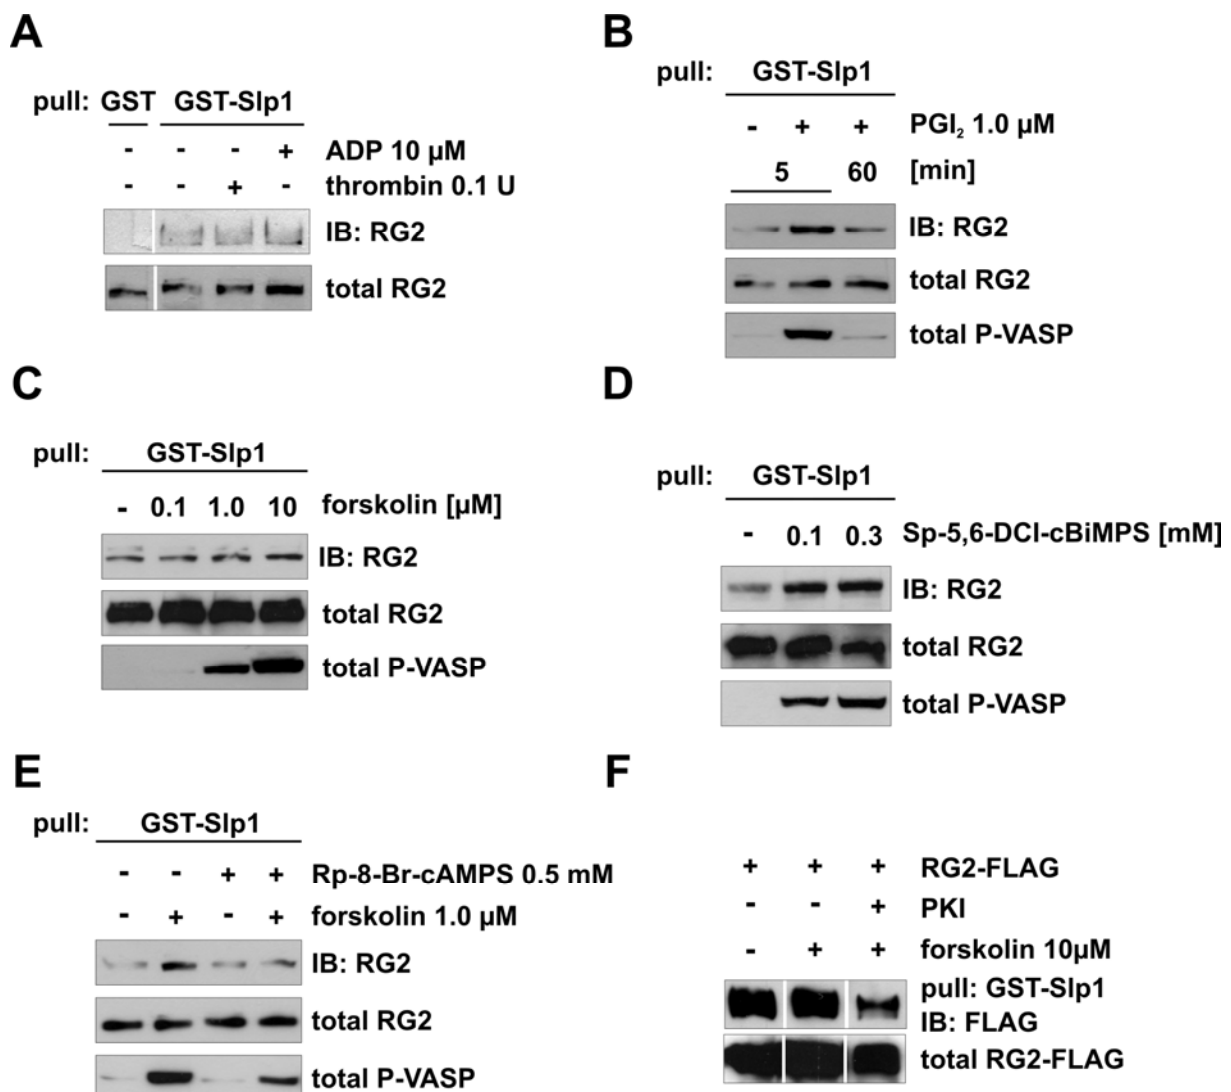 A
pull: GST GST-Slp1
- - - + ADP 10 µM
- - + - thrombin 0.1 U
IB: RG2
total RG2
B
pull: GST-Slp1
- + + PGI₂ 1.0 µM
5 60 [min]
IB: RG2
total RG2
total P-VASP
C
pull: GST-Slp1
- 0.1 1.0 10 forskolin [µM]
IB: RG2
total RG2
total P-VASP
D
pull: GST-Slp1
- 0.1 0.3 Sp-5,6-DCI-cBiMPS [mM]
IB: RG2
total RG2
total P-VASP
E
pull: GST-Slp1
- - + + Rp-8-Br-cAMPS 0.5 mM
- + - + forskolin 1.0 µM
IB: RG2
total RG2
total P-VASP
F
+ + + RG2-FLAG
- - + PKI
- + + forskolin 10µM
pull: GST-Slp1
IB: FLAG
total RG2-FLAG